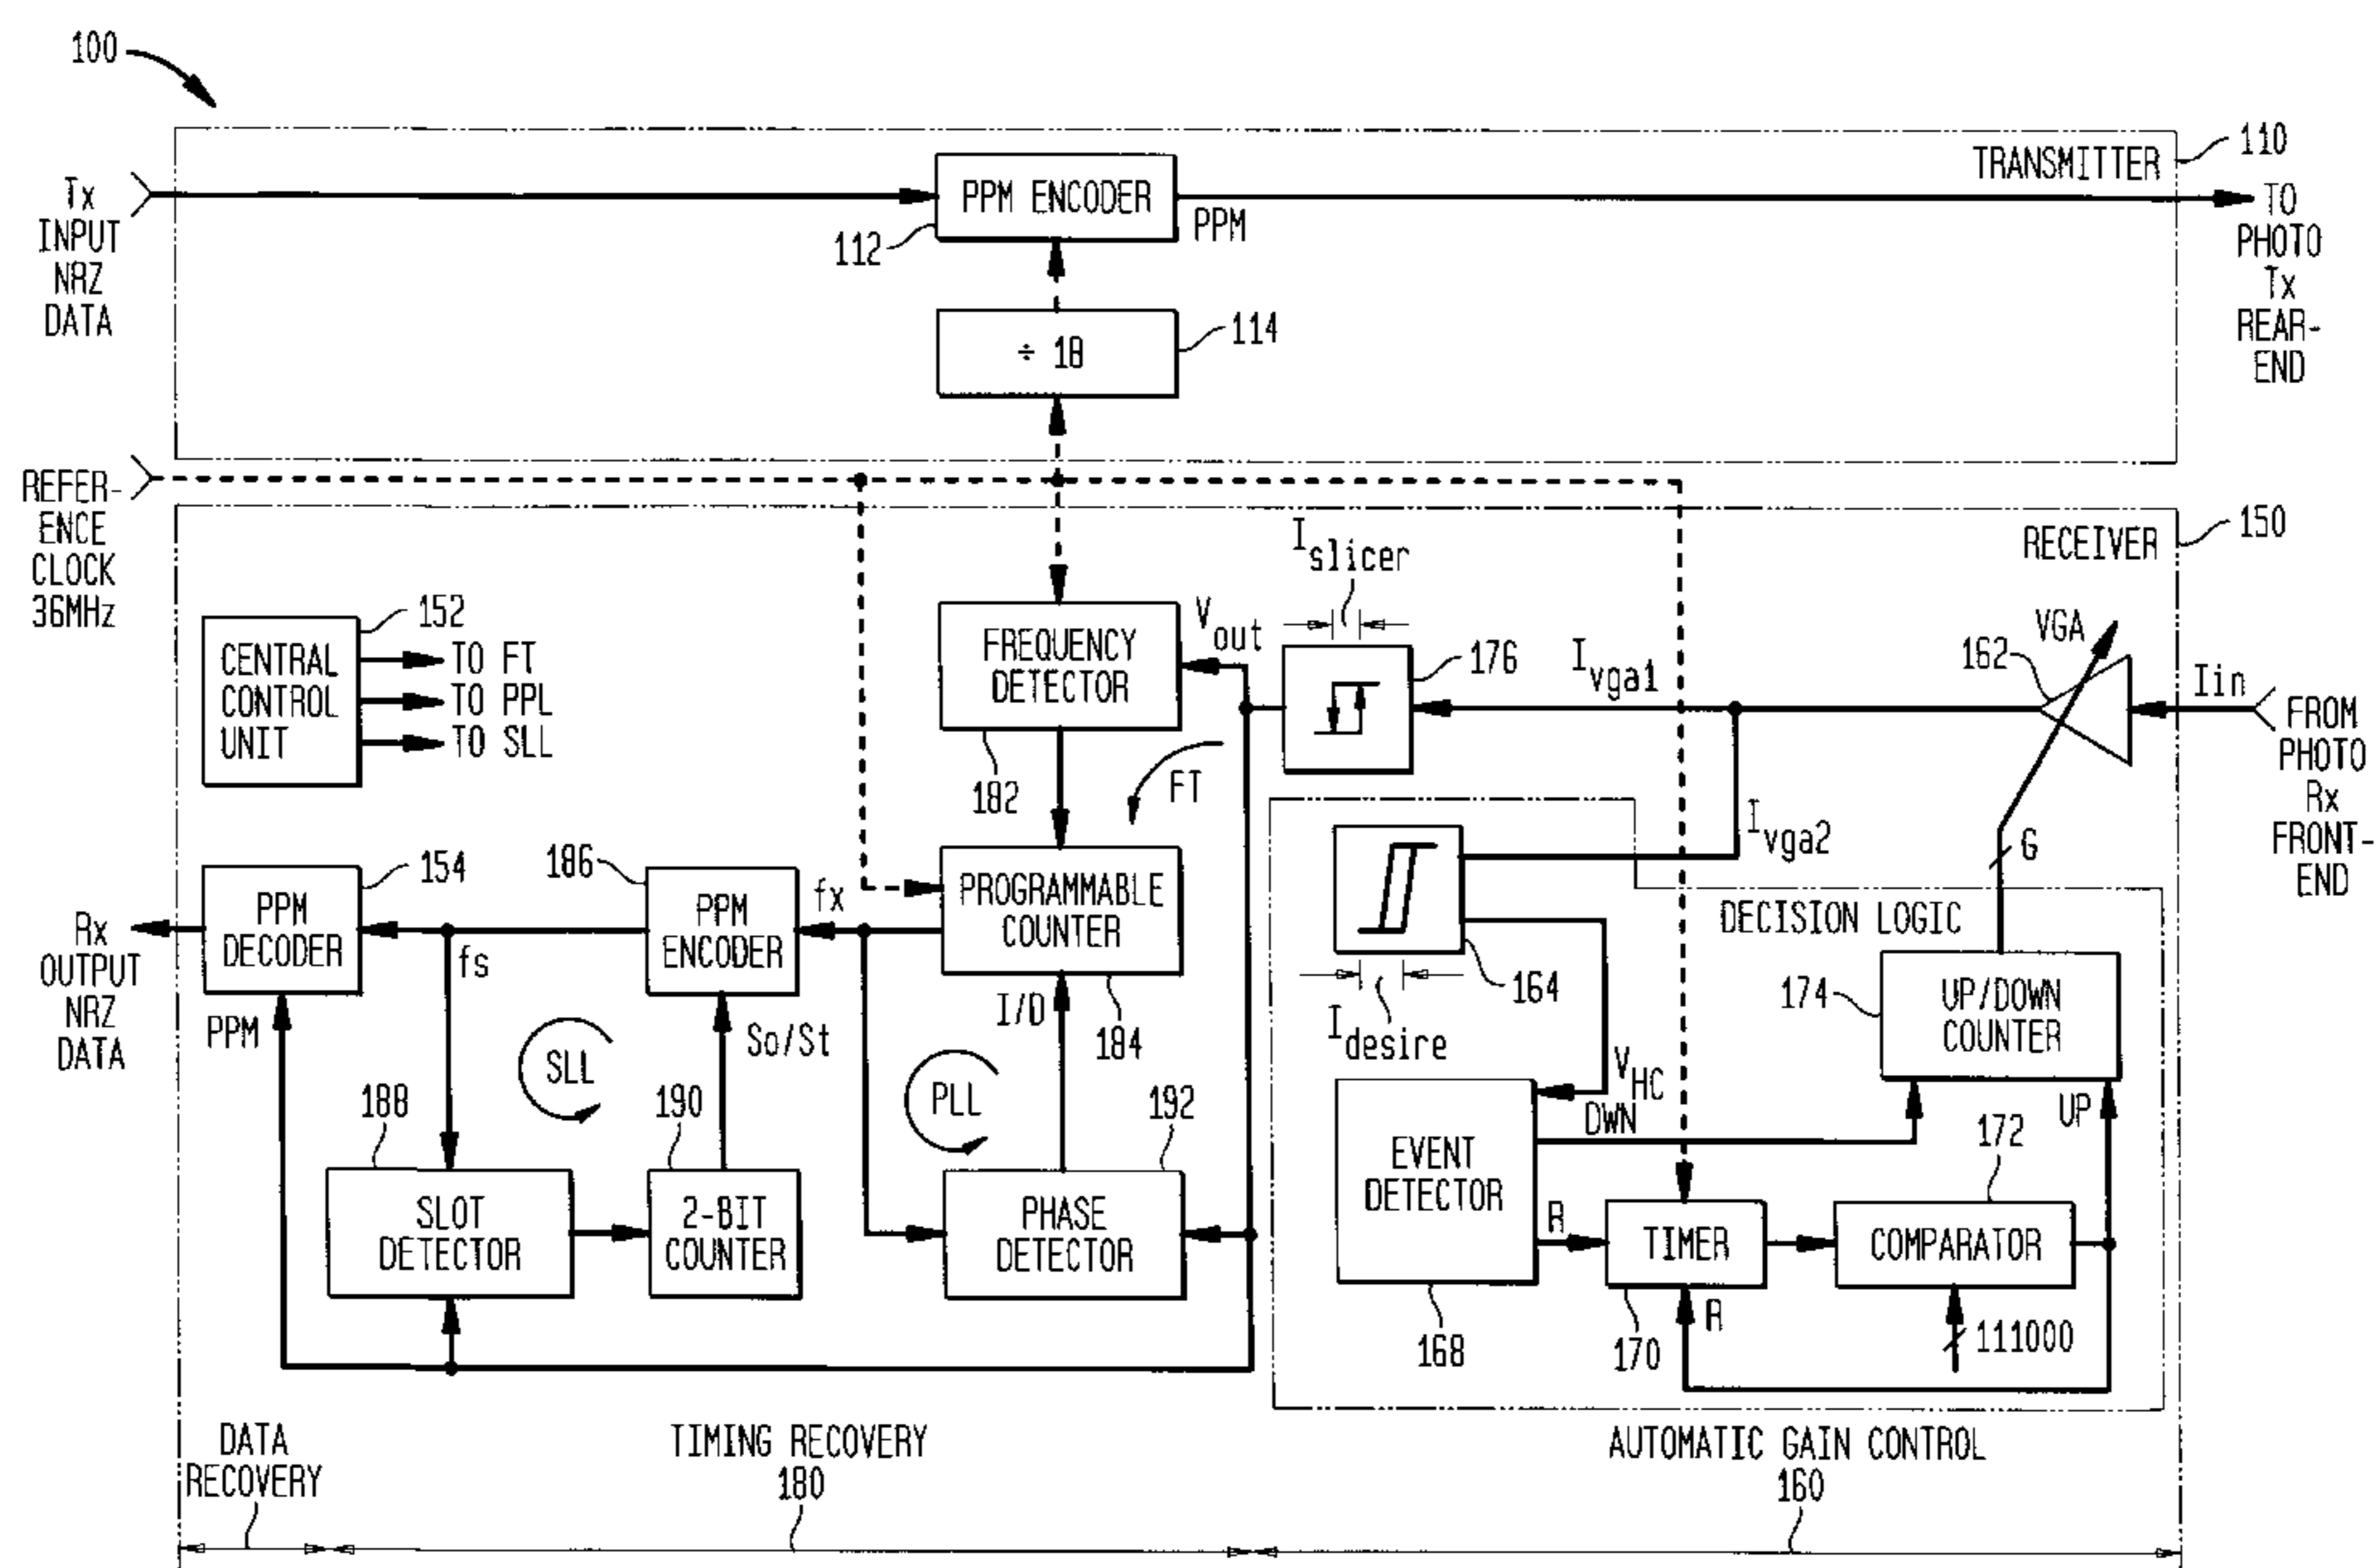 100
TRANSMITTER
110
Tx
INPUT
NRZ
DATA
PPM ENCODER
112
PPM
TO
PHOTO
Tx
REAR-
END
÷ 18
114
REFER-
ENCE
CLOCK
36MHz
RECEIVER
150
CENTRAL
CONTROL
UNIT
152
TO FT
TO PPL
TO SLL
FREQUENCY
DETECTOR
182
Vout
Islicer
176
Ivga1
162
VGA
Iin
FROM
PHOTO
Rx
FRONT-
END
FT
Ivga2
G
Rx
OUTPUT
NRZ
DATA
PPM
DECODER
154
PPM
fs
186
PPM
ENCODER
fx
PROGRAMMABLE
COUNTER
184
I/D
So/St
SLL
PLL
164
Idesire
DECISION LOGIC
174
UP/DOWN
COUNTER
VHC
DWN
UP
188
SLOT
DETECTOR
190
2-BIT
COUNTER
192
PHASE
DETECTOR
EVENT
DETECTOR
168
R
TIMER
170
R
172
COMPARATOR
111000
DATA
RECOVERY
TIMING RECOVERY
180
AUTOMATIC GAIN CONTROL
160